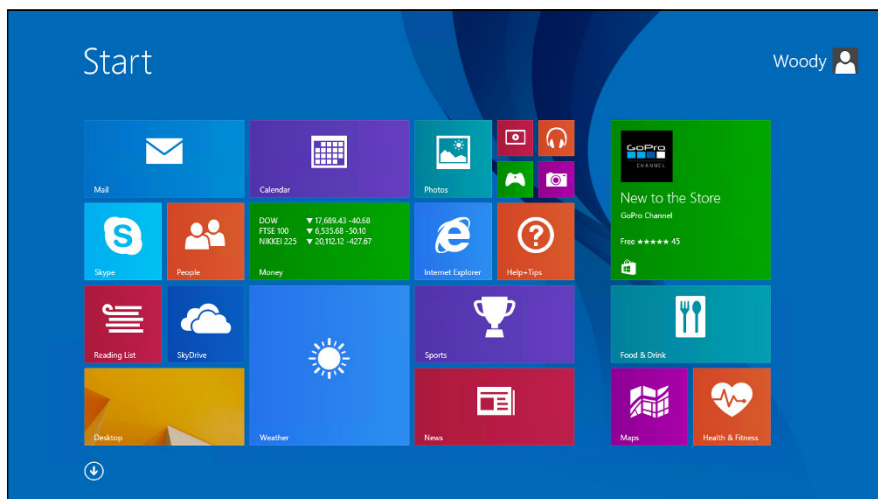 Start
Woody
Mail
Calendar
Photos
GoPro
CHANNEL
New to the Store
GoPro Channel
Free ★★★★★ 45
Skype
People
DOW ▼ 17,689.43 -40.68
FTSE 100 ▼ 6,535.68 -50.10
NIKKEI 225 ▼ 20,112.12 -427.67
Money
Internet Explorer
Help+Tips
Reading List
SkyDrive
Sports
Food & Drink
Desktop
Weather
News
Maps
Health & Fitness